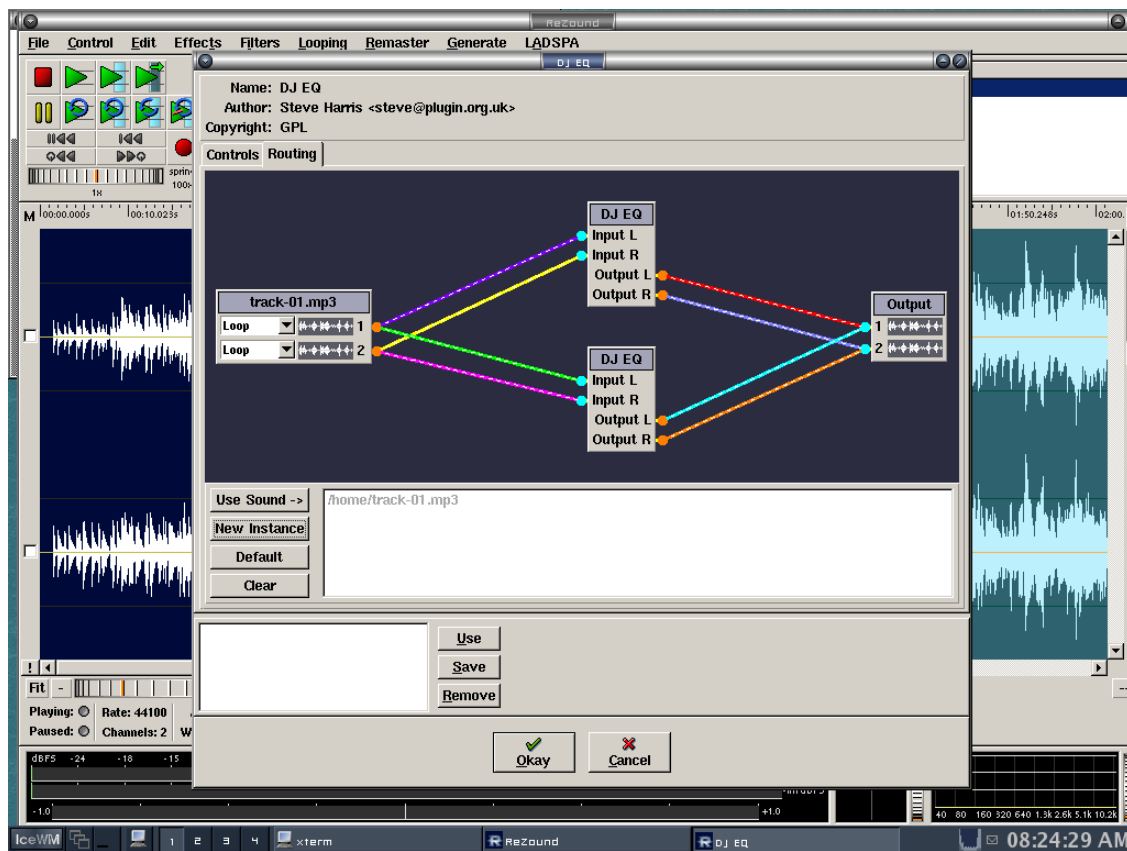 ReZound
File Control Edit Effects Filters Looping Remaster Generate LADSPA
DJ EQ
Name: DJ EQ
Author: Steve Harris <steve@plugin.org.uk>
Copyright: GPL
Controls Routing
1x
100x
M 00:00.000s 00:10.023s 01:50.248s 02:00.
DJ EQ
Input L
Input R
Output L
Output R
track-01.mp3
Loop 1
Loop 2
Output
1
2
DJ EQ
Input L
Input R
Output L
Output R
Use Sound -> /home/track-01.mp3
New Instance
Default
Clear
Use
Save
Remove
! 
Fit -
Playing: Rate: 44100
Paused: Channels: 2 W
Okay Cancel
dBFS -24 -18 -15
-1.0 +1.0
40 80 160 320 640 1.3k 2.6k 5.1k 10.2k
IceWM 1 2 3 4 xterm ReZound DJ EQ 08:24:29 AM